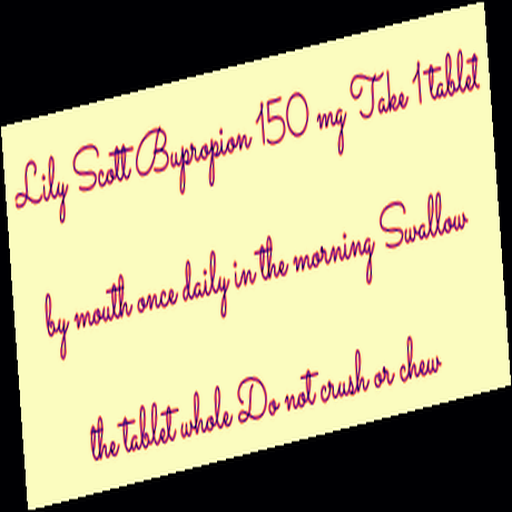 Lily Scott Bupropion 150 mg Take 1 tablet
by mouth once daily in the morning Swallow
the tablet whole Do not crush or chew